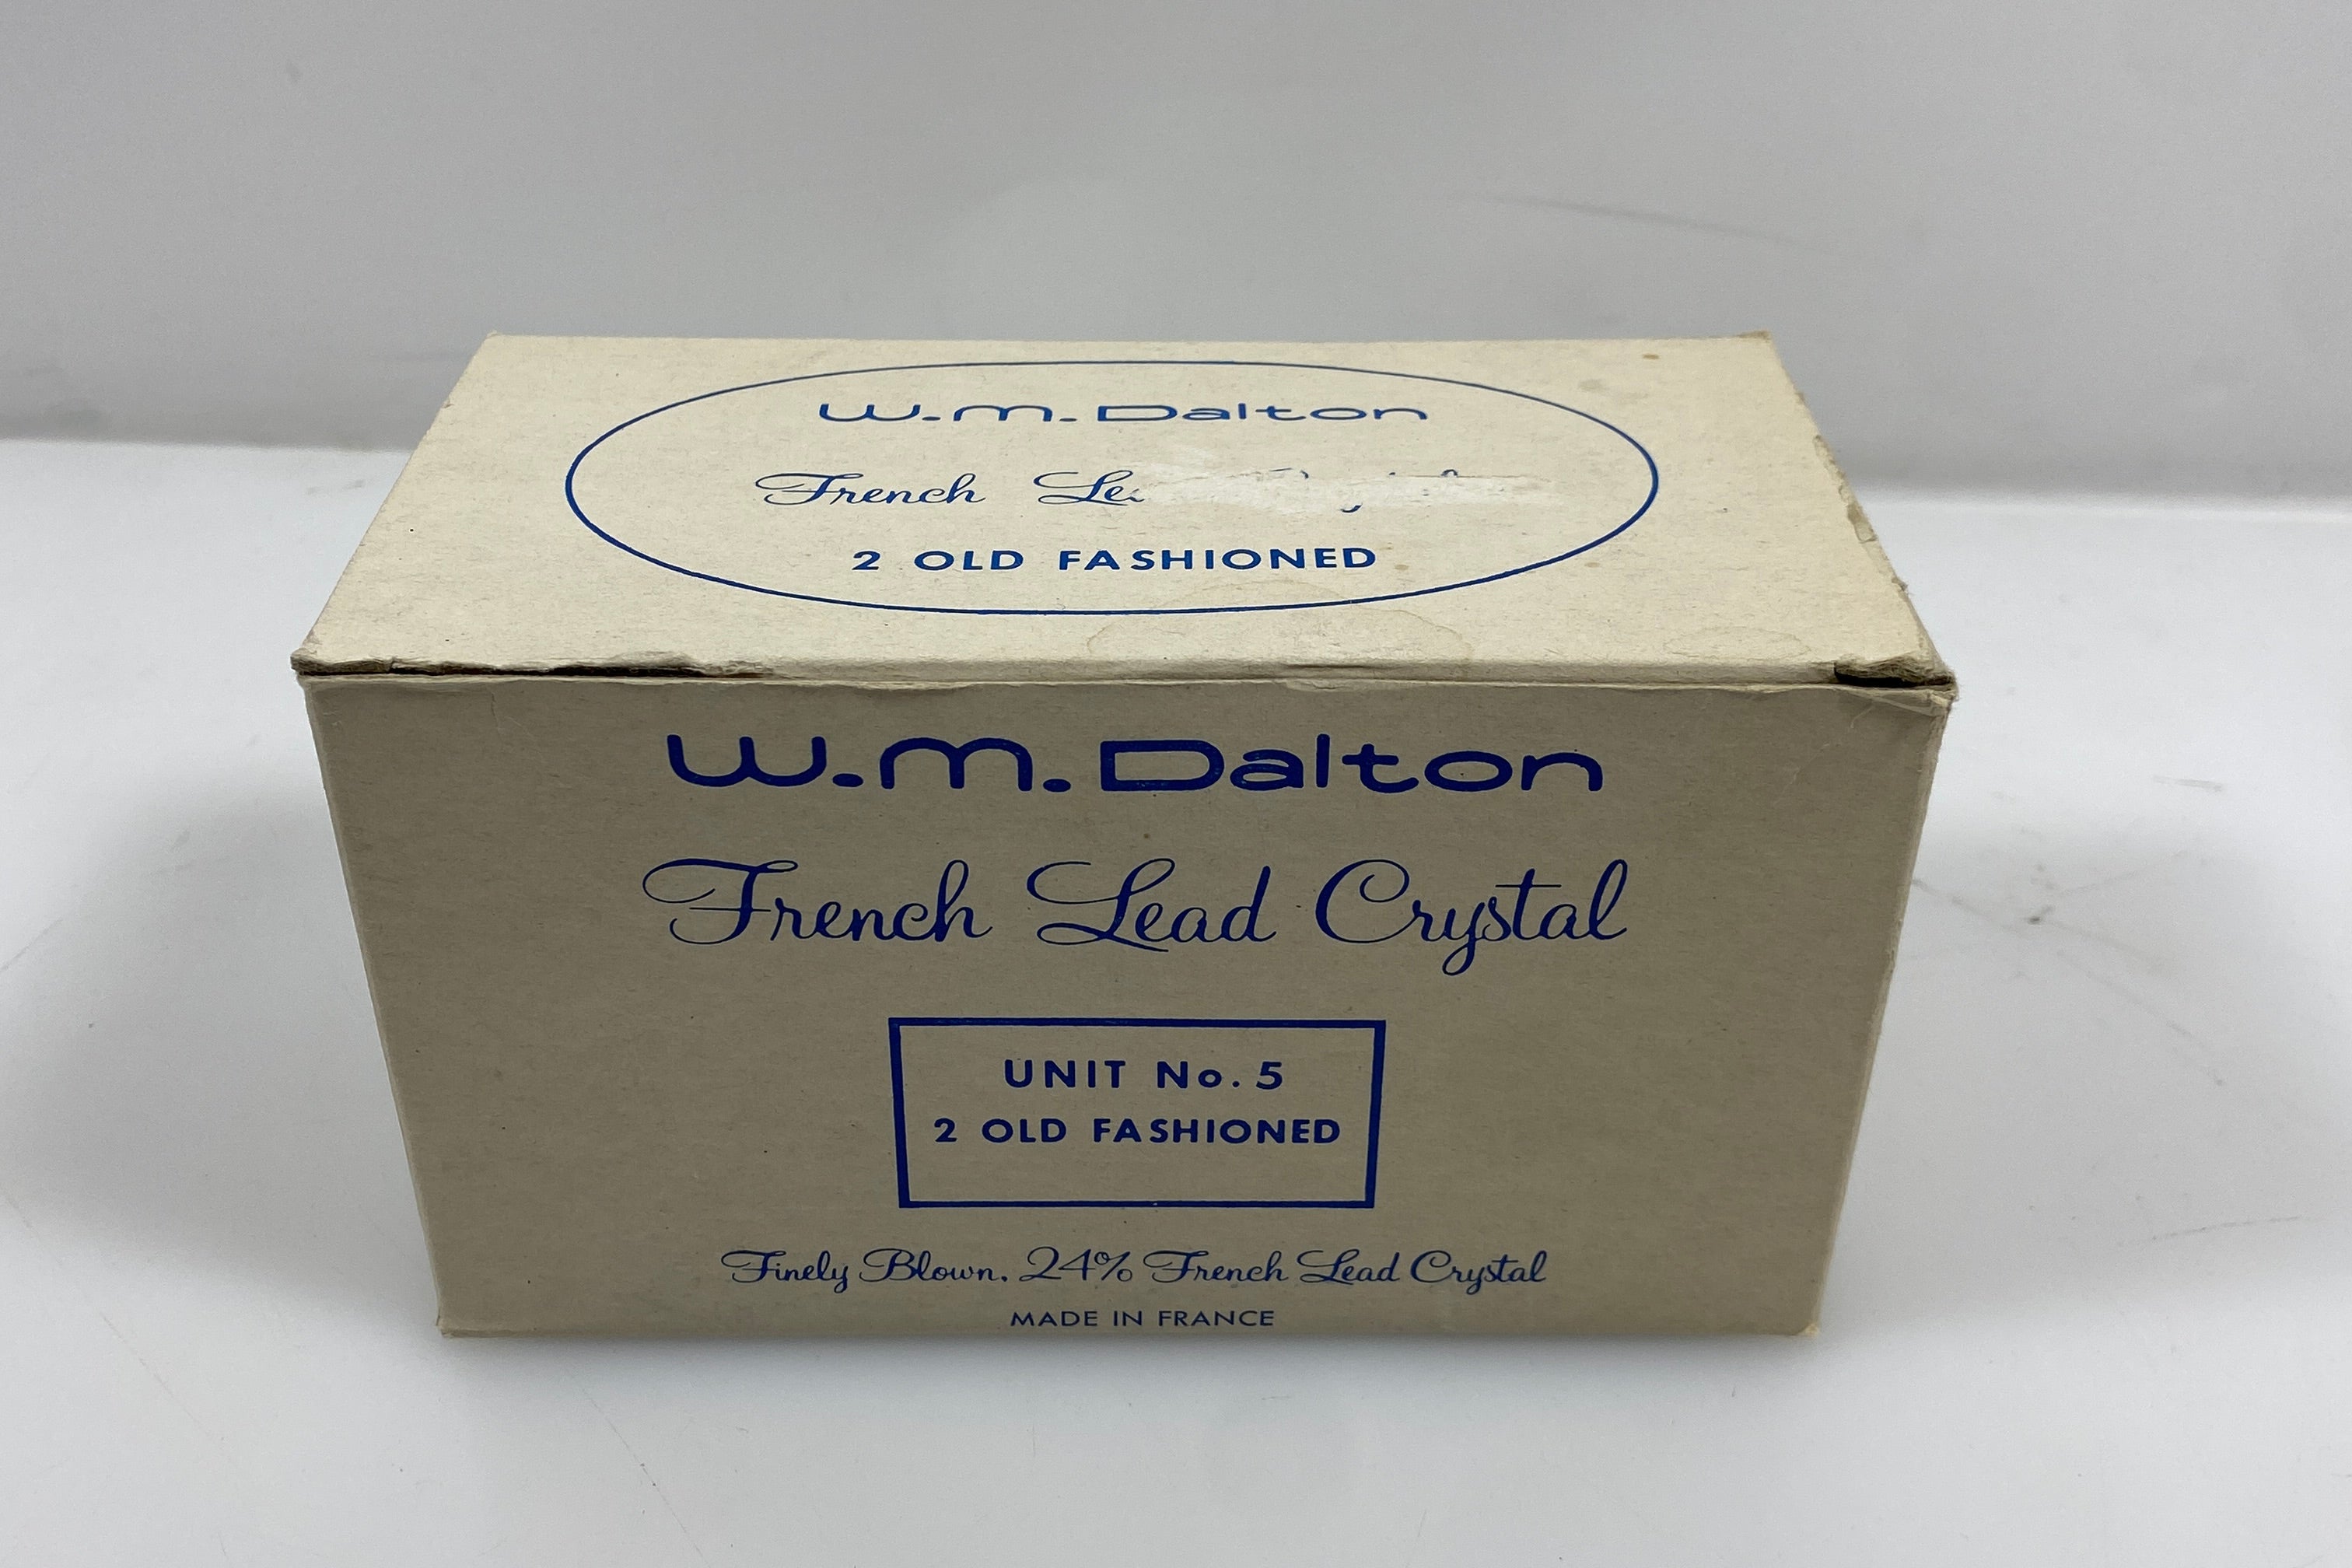 W.M. Dalton
French
2 OLD FASHIONED
W.M. Dalton
French Lead Crystal
UNIT No. 5
2 OLD FASHIONED
Finely Blown, 24% French Lead Crystal
MADE IN FRANCE